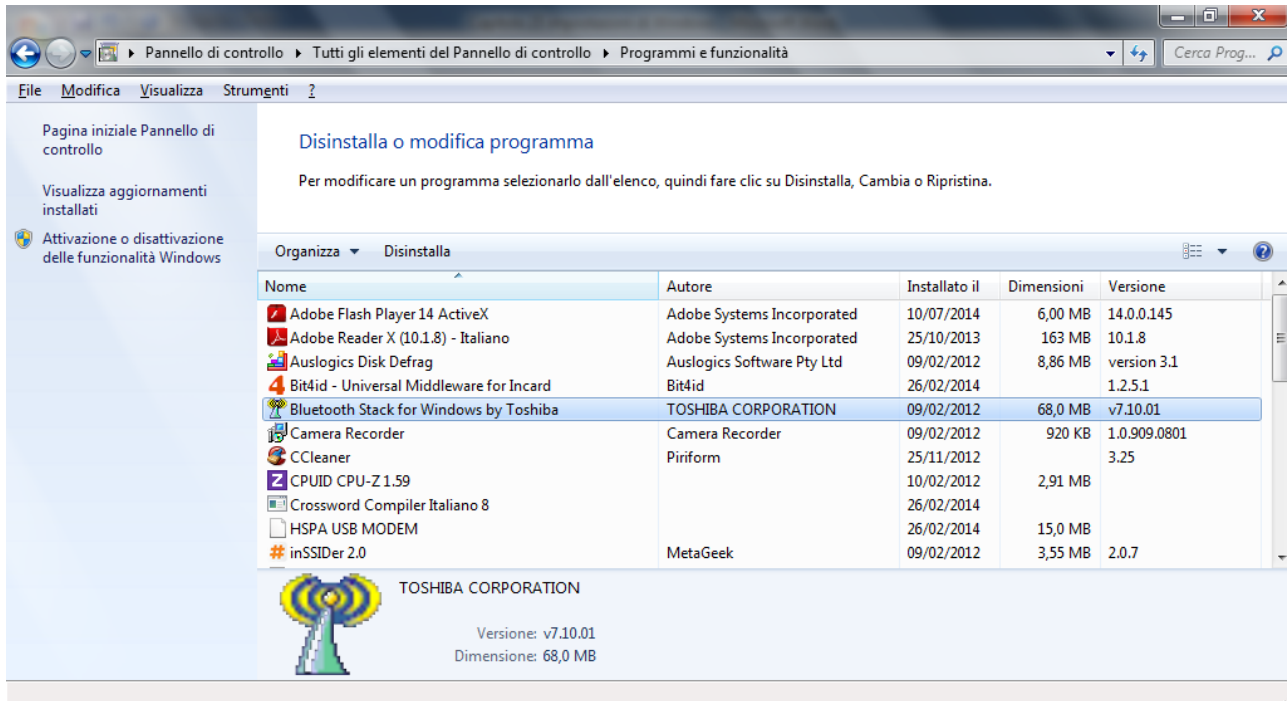 Pannello di controllo Tutti gli elementi del Pannello di controllo Programmi e funzionalità Cerca Prog...
File Modifica Visualizza Strumenti ?
Pagina iniziale Pannello di
controllo
Visualizza aggiornamenti
installati
Attivazione o disattivazione
delle funzionalità Windows
Disinstalla o modifica programma
Per modificare un programma selezionarlo dall'elenco, quindi fare clic su Disinstalla, Cambia o Ripristina.
Organizza Disinstalla
Nome Autore Installato il Dimensioni Versione
Adobe Flash Player 14 ActiveX Adobe Systems Incorporated 10/07/2014 6,00 MB 14.0.0.145
Adobe Reader X (10.1.8) - Italiano Adobe Systems Incorporated 25/10/2013 163 MB 10.1.8
Auslogics Disk Defrag Auslogics Software Pty Ltd 09/02/2012 8,86 MB version 3.1
Bit4id - Universal Middleware for Incard Bit4id 26/02/2014 1.2.5.1
Bluetooth Stack for Windows by Toshiba TOSHIBA CORPORATION 09/02/2012 68,0 MB v7.10.01
Camera Recorder Camera Recorder 09/02/2012 920 KB 1.0.909.0801
CCleaner Piriform 25/11/2012 3.25
CPUID CPU-Z 1.59 10/02/2012 2,91 MB
Crossword Compiler Italiano 8 26/02/2014
HSPA USB MODEM 26/02/2014 15,0 MB
inSSIDer 2.0 MetaGeek 09/02/2012 3,55 MB 2.0.7
TOSHIBA CORPORATION
Versione: v7.10.01
Dimensione: 68,0 MB